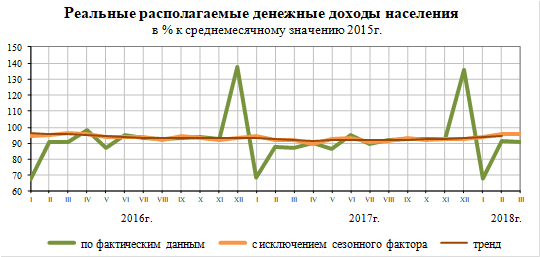 Реальные располагаемые денежные доходы населения
в % к среднемесячному значению 2015г.
150
140
130
120
110
100
90
80
70
60
I II III IV V VI VII VIII IX X XI XII I II III IV V VI VII VIII IX X XI XII I II III
2016г. 2017г. 2018г.
по фактическим данным с исключением сезонного фактора тренд